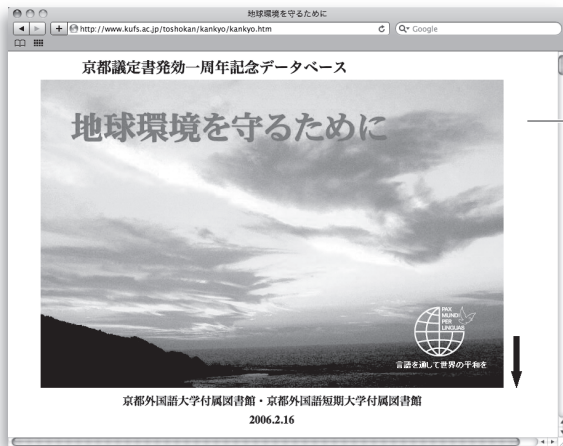 地球環境を守るために
http://www.kufs.ac.jp/toshokan/kankyo/kankyo.htm
Google
京都議定書発効一周年記念データベース
地球環境を守るために
PAX
MUNDI
PER
LINGUAS
言語を通して世界の平和を
京都外国語大学付属図書館・京都外国語短期大学付属図書館
2006.2.16